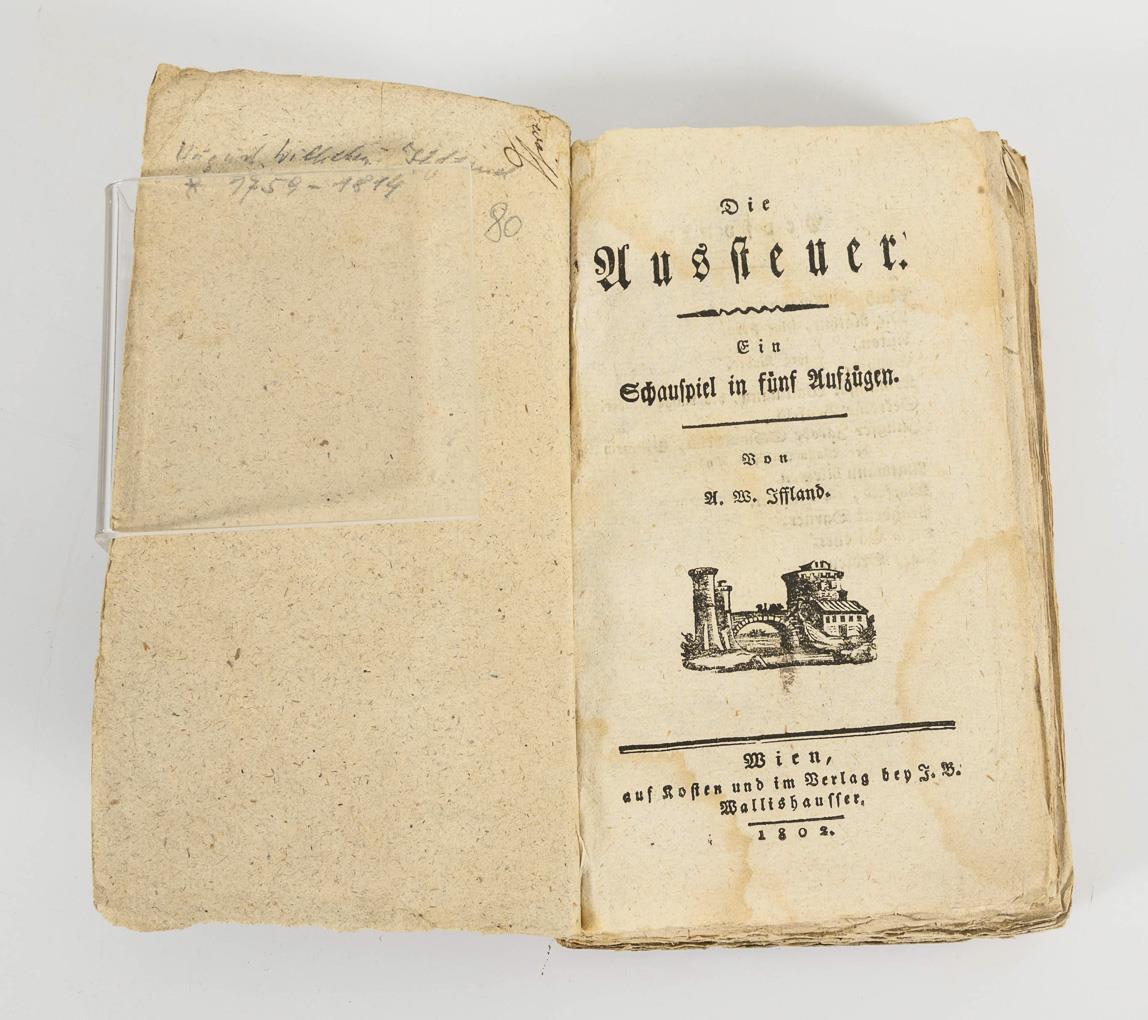 August Wilhelm Iffland
* 1759 - 1814
80
Die
Aussteuer.
Ein
Schauspiel in fünf Aufzügen.
Von
A. W. Iffland.
Wien,
auf Kosten und im Verlag bey J. B.
Wallishausser.
1802.